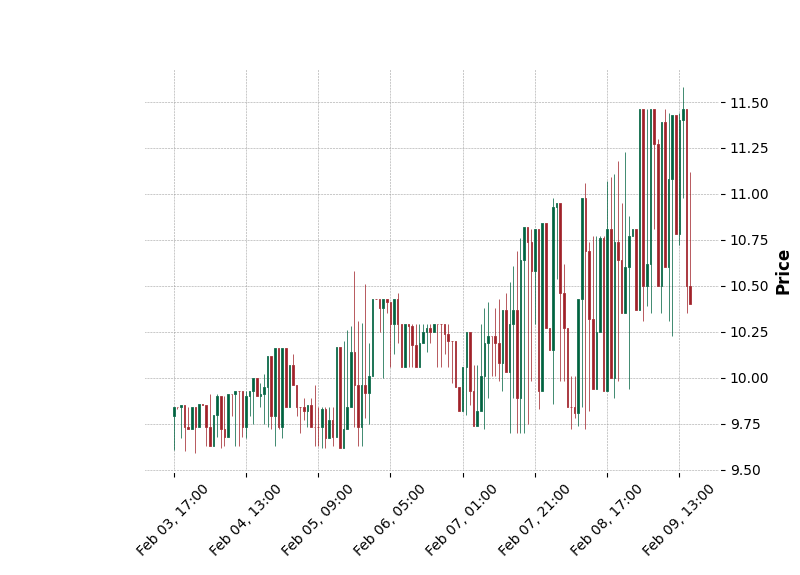 11.50
11.25
11.00
10.75
10.50
10.25
10.00
9.75
9.50
Price
Feb 03, 17:00
Feb 04, 13:00
Feb 05, 09:00
Feb 06, 05:00
Feb 07, 01:00
Feb 07, 21:00
Feb 08, 17:00
Feb 09, 13:00